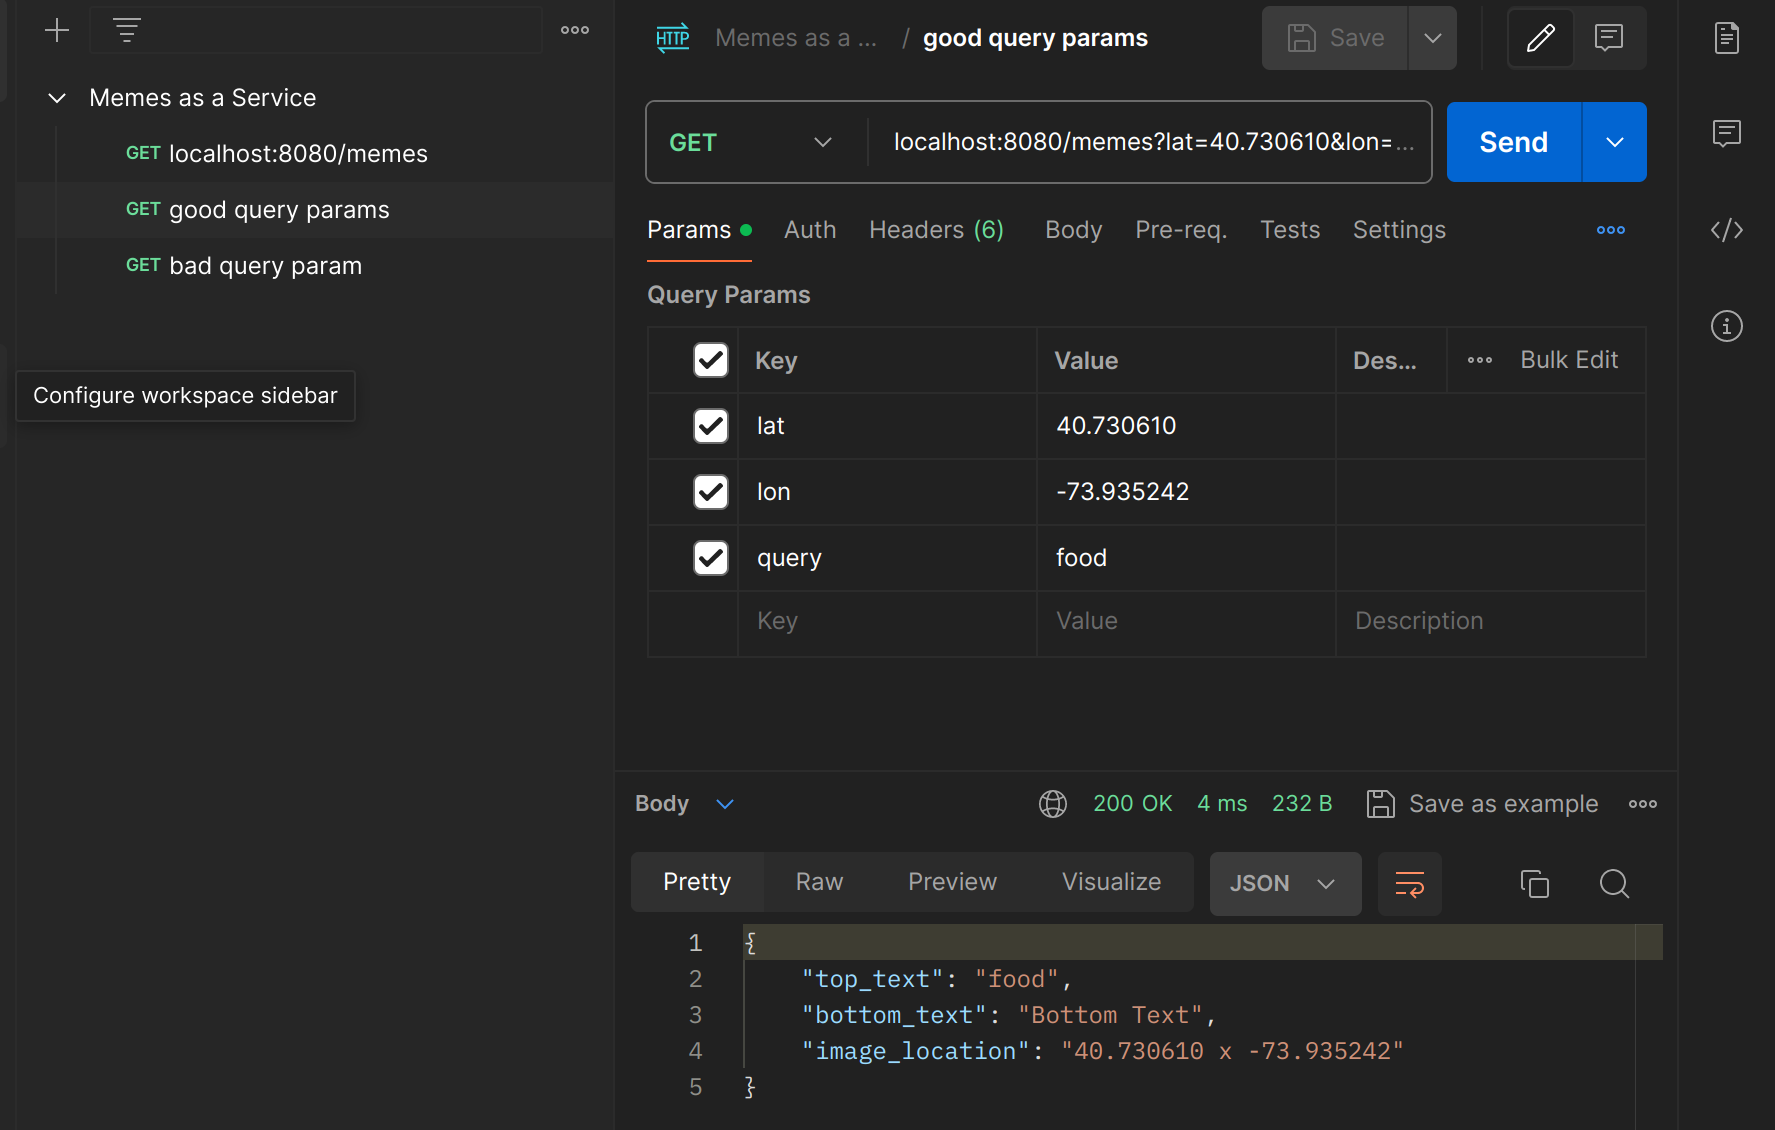 Memes as a Service
GET localhost:8080/memes
GET good query params
GET bad query param
Configure workspace sidebar
HTTP Memes as a ... / good query params
Save
GET localhost:8080/memes?lat=40.730610&lon=...
Send
Params Auth Headers (6) Body Pre-req. Tests Settings
Query Params
Key Value Des... Bulk Edit
lat 40.730610
lon -73.935242
query food
Key Value Description
Body 200 OK 4 ms 232 B Save as example
Pretty Raw Preview Visualize JSON
1 {
2 "top_text": "food",
3 "bottom_text": "Bottom Text",
4 "image_location": "40.730610 x -73.935242"
5 }